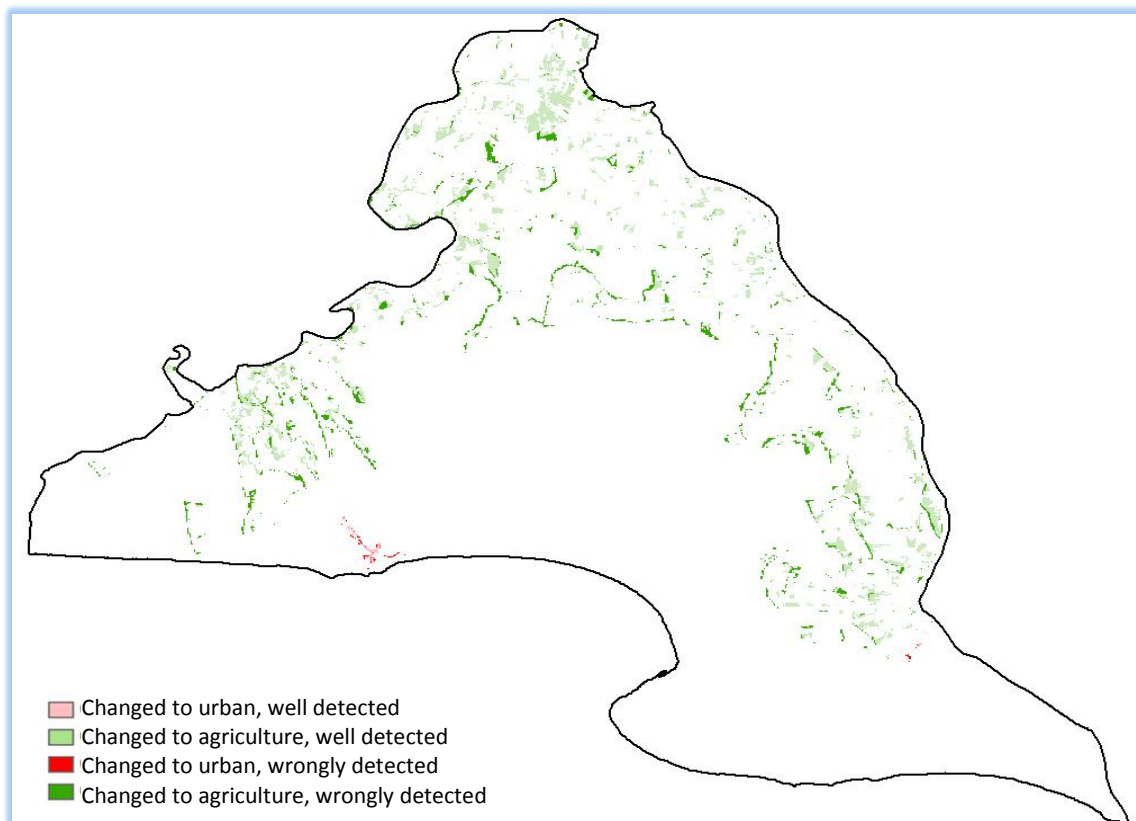 Changed to urban, well detected
Changed to agriculture, well detected
Changed to urban, wrongly detected
Changed to agriculture, wrongly detected